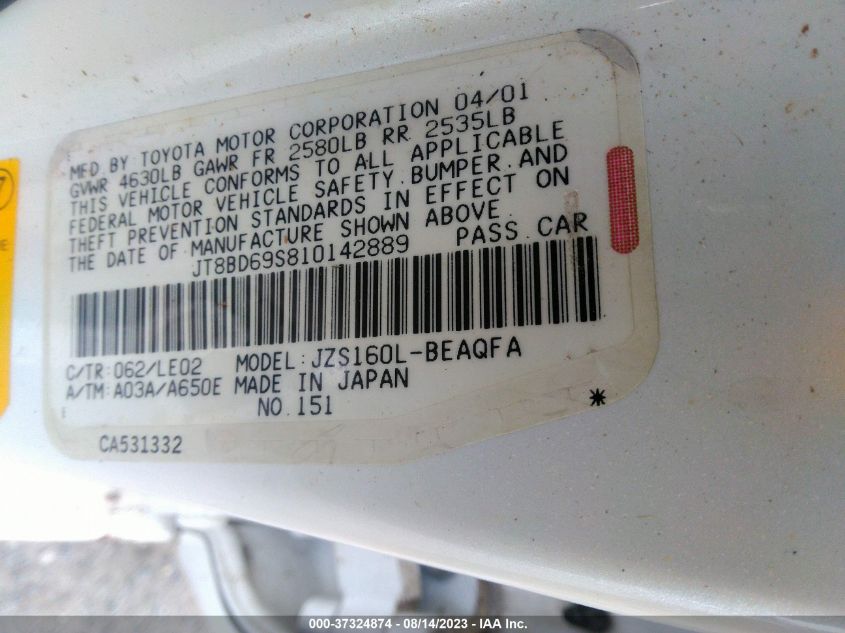 MFD BY TOYOTA MOTOR CORPORATION 04/01
GVWR 4630LB GAWR FR 2580LB RR 2535LB
THIS VEHICLE CONFORMS TO ALL APPLICABLE
FEDERAL MOTOR VEHICLE SAFETY, BUMPER, AND
THEFT PREVENTION STANDARDS IN EFFECT ON
THE DATE OF MANUFACTURE SHOWN ABOVE.
JT8BD69S810142889 PASS.CAR
C/TR:062/LE02 MODEL:JZS160L-BEAQFA
A/TM:A03A/A650E MADE IN JAPAN
NO.151
CA531332
000-37324874 - 08/14/2023 - IAA Inc.